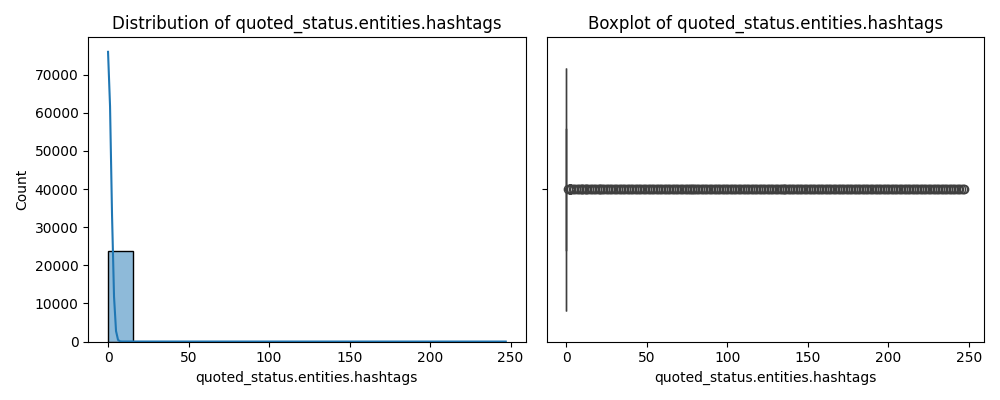 Distribution of quoted_status.entities.hashtags
Boxplot of quoted_status.entities.hashtags
Count
70000
60000
50000
40000
30000
20000
10000
0
0 50 100 150 200 250
0 50 100 150 200 250
quoted_status.entities.hashtags
quoted_status.entities.hashtags